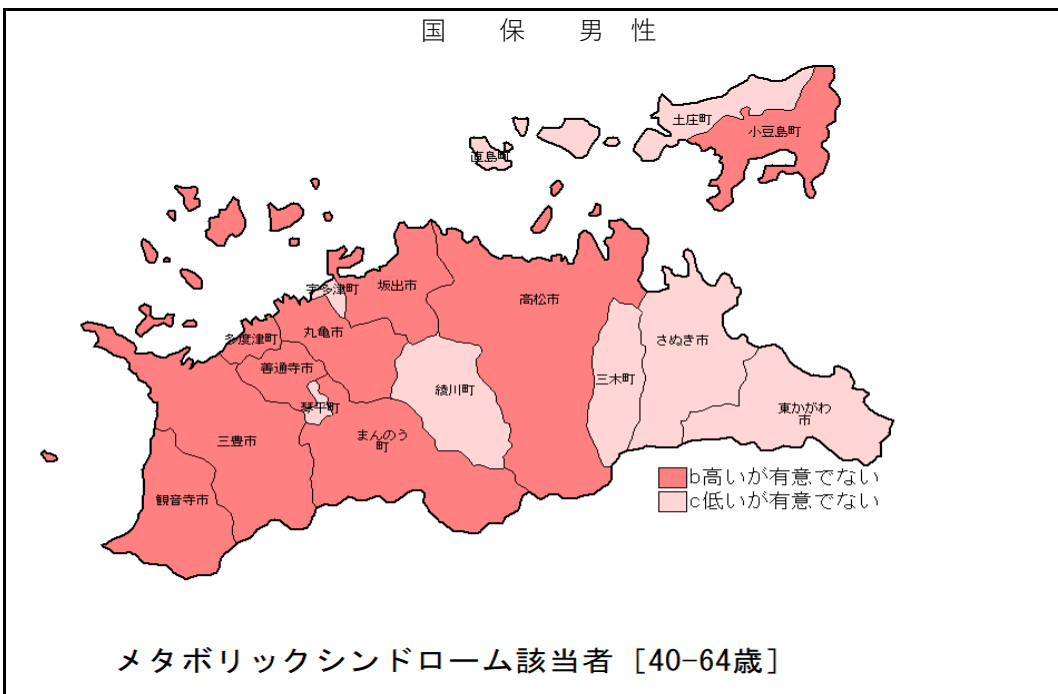 国 保 男 性
土庄町
小豆島町
直島町
宇多津町
坂出市
高松市
多度津町
丸亀市
さぬき市
善通寺市
綾川町
三木町
琴平町
東かがわ
市
まんのう
町
三豊市
観音寺市
b高いが有意でない
c低いが有意でない
メタボリックシンドローム該当者［40-64歳］